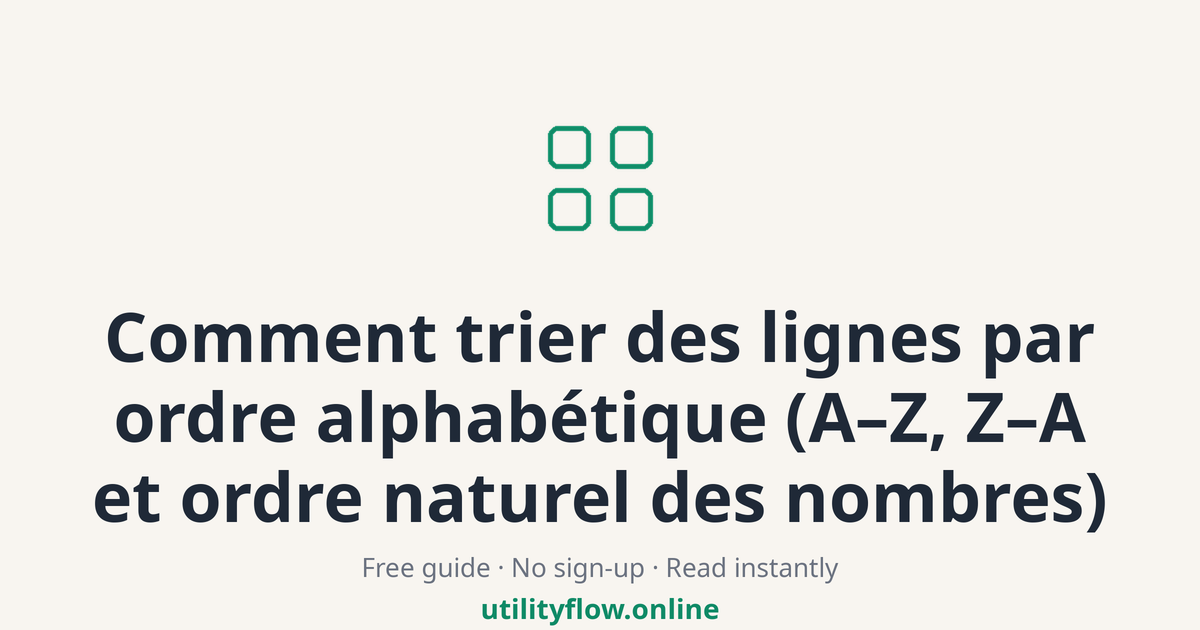 Comment trier des lignes par
ordre alphabétique (A–Z, Z–A
et ordre naturel des nombres)
Free guide · No sign-up · Read instantly
utilityflow.online